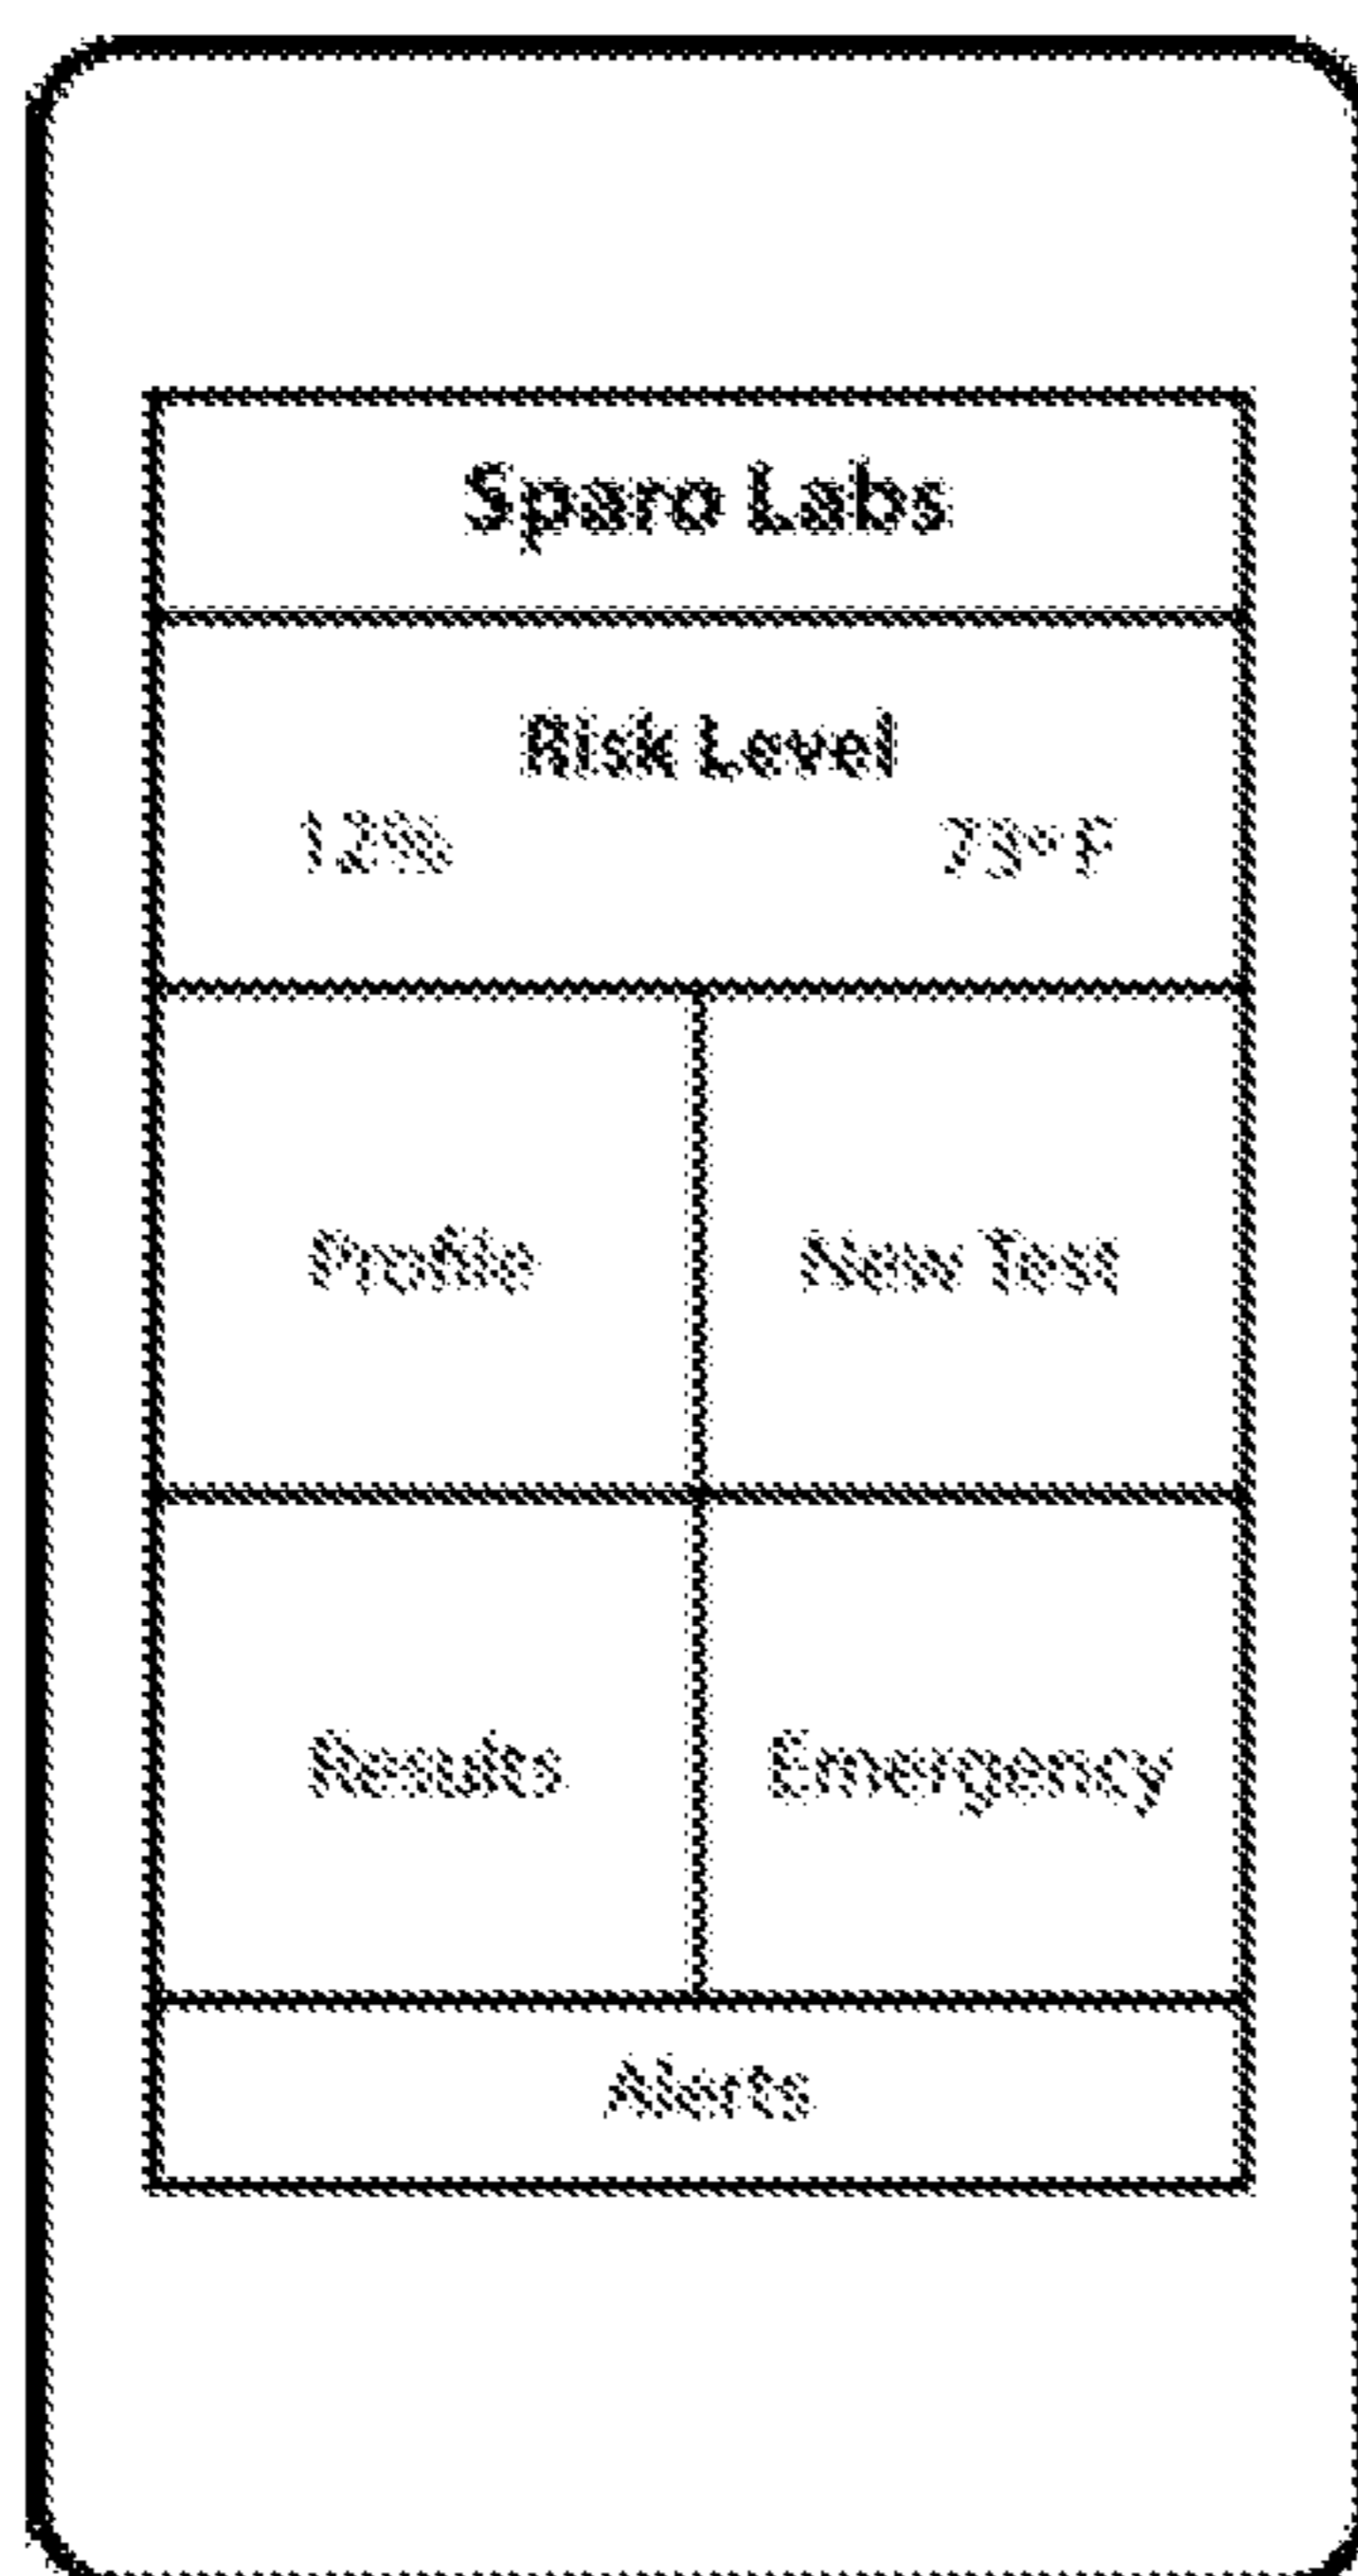 Sparo Labs
Risk Level
12% 73° F
Profile New Test
Results Emergency
Alerts